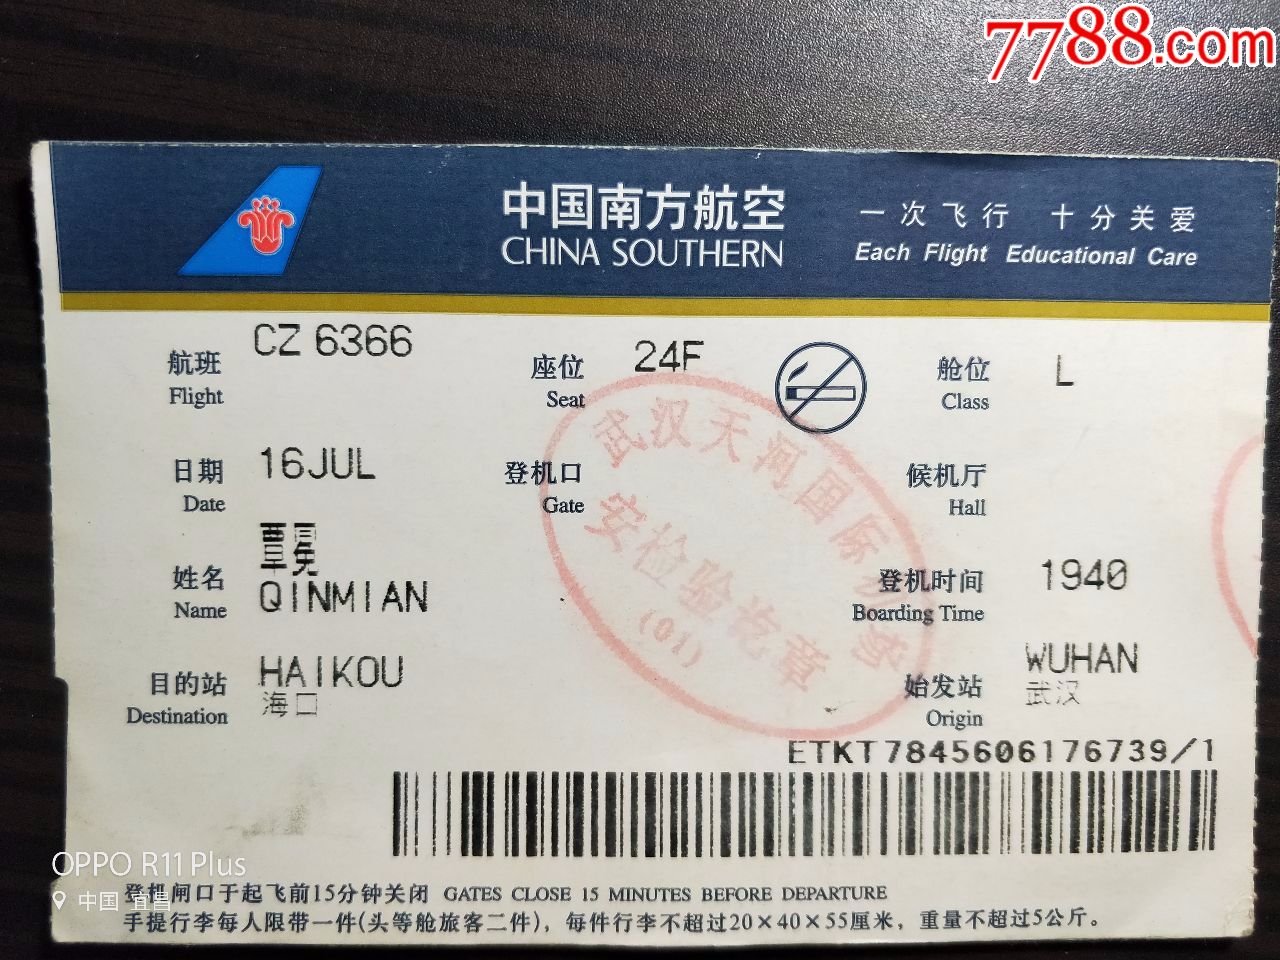 7788.com
中国南方航空
CHINA SOUTHERN
一次飞行 十分关爱
Each Flight Educational Care
航班 CZ 6366
Flight
座位 24F
Seat
舱位 L
Class
日期 16JUL
Date
登机口
Gate
候机厅
Hall
姓名 覃冕
Name QINMIAN
登机时间 1940
Boarding Time
目的站 HAIKOU
Destination 海口
始发站 WUHAN
Origin 武汉
武汉天河国际机场
安检验讫章
(01)
ETKT7845606176739/1
OPPO R11 Plus
中国·宜昌
登机闸口于起飞前15分钟关闭 GATES CLOSE 15 MINUTES BEFORE DEPARTURE
手提行李每人限带一件(头等舱旅客二件)，每件行李不超过20×40×55厘米，重量不超过5公斤。